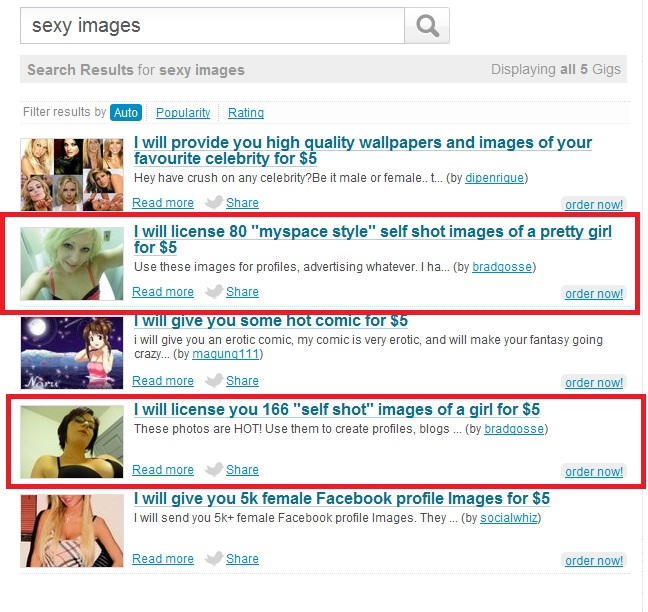 sexy images
Search Results for sexy images
Displaying all 5 Gigs
Filter results by Auto Popularity Rating
I will provide you high quality wallpapers and images of your
favourite celebrity for $5
Hey have crush on any celebrity?Be it male or female.. t... (by dipenrique)
Read more Share order now!
I will license 80 "myspace style" self shot images of a pretty girl
for $5
Use these images for profiles, advertising whatever. I ha... (by bradgosse)
Read more Share order now!
I will give you some hot comic for $5
i will give you an erotic comic, my comic is very erotic, and will make your fantasy going
crazy... (by magung111)
Read more Share order now!
I will license you 166 "self shot" images of a girl for $5
These photos are HOT! Use them to create profiles, blogs ... (by bradgosse)
Read more Share order now!
I will give you 5k female Facebook profile Images for $5
I will send you 5k+ female Facebook profile Images. They ... (by socialwhiz)
Read more Share order now!